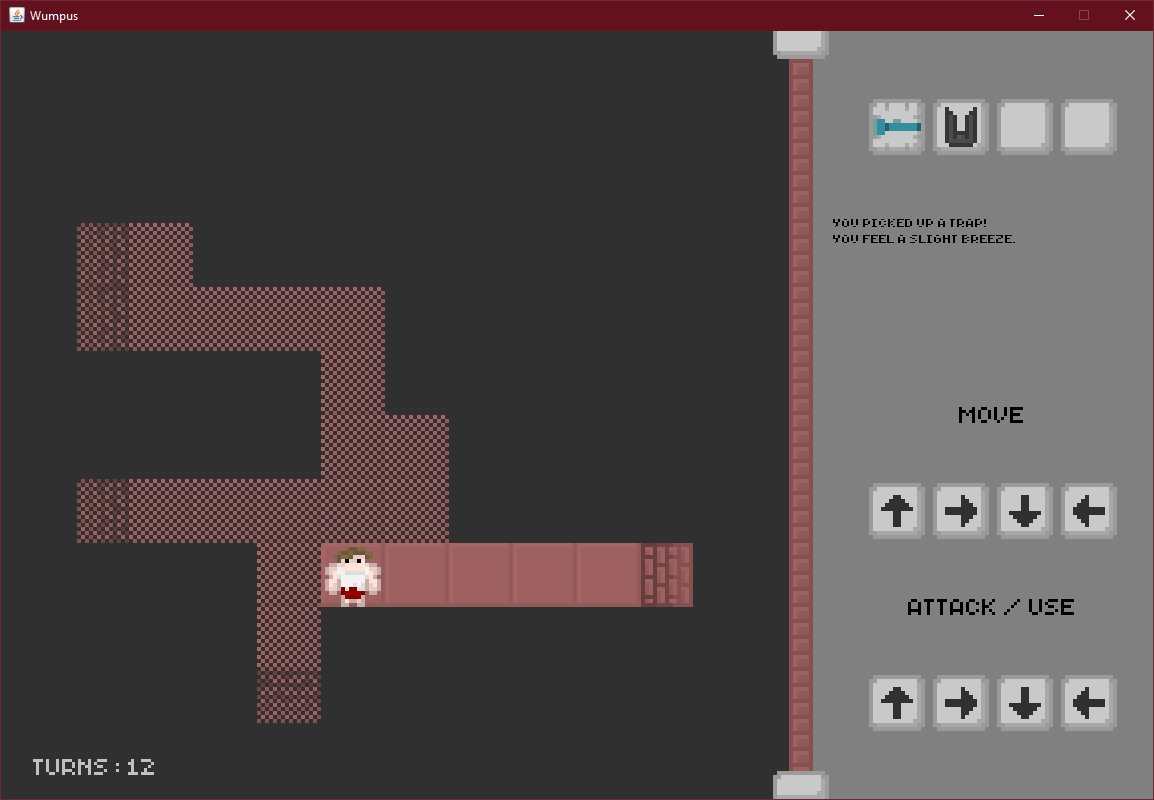 Wumpus
YOU PICKED UP A TRAP!
YOU FEEL A SLIGHT BREEZE.
MOVE
ATTACK / USE
TURNS:12